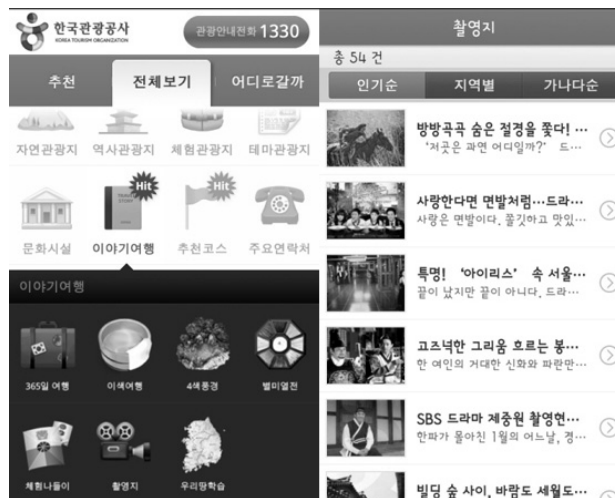 한국관광공사
KOREA TOURISM ORGANIZATION
관광안내전화 1330
추천
전체보기
어디로갈까
자연관광지
역사관광지
체험관광지
테마관광지
Hit
Hit
문화시설
이야기여행
추천코스
주요연락처
이야기여행
365일 여행
이색여행
4색풍경
별미열전
체험나들이
촬영지
우리땅학습
촬영지
총 54 건
인기순
지역별
가나다순
방방곡곡 숨은 절경을 쫓다! …
‘저곳은 과연 어디일까?’ 드…
사랑한다면 면발처럼…드라…
사랑은 면발이다. 쫄깃하고 맛있…
특명! ‘아이리스’ 속 서울…
끝이 났지만 끝이 아니다. 드라…
고즈넉한 그리움 흐르는 봉…
한 여인의 거대한 신화와 파란만…
SBS 드라마 제중원 촬영현…
한파가 몰아친 1월의 어느날, 경…
빌딩 숲 사이, 바람도 세월도…